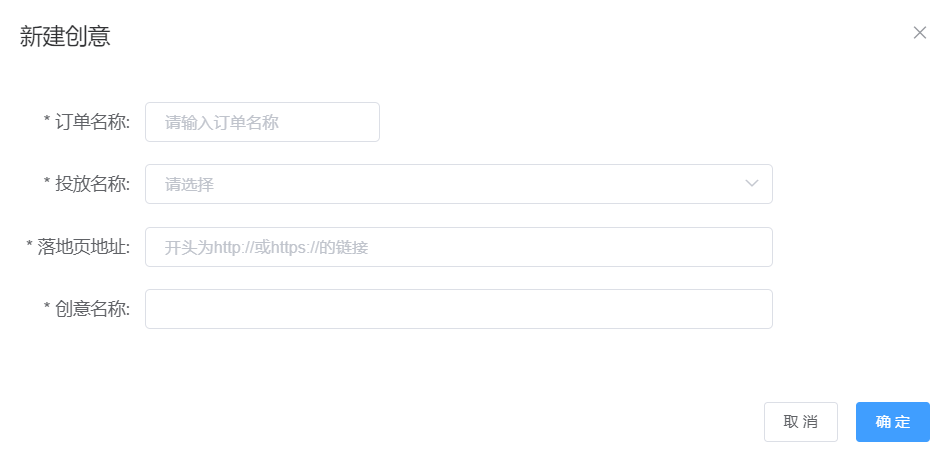 新建创意
* 订单名称: 请输入订单名称
* 投放名称: 请选择
* 落地页地址: 开头为http://或https://的链接
* 创意名称:
取消 确定